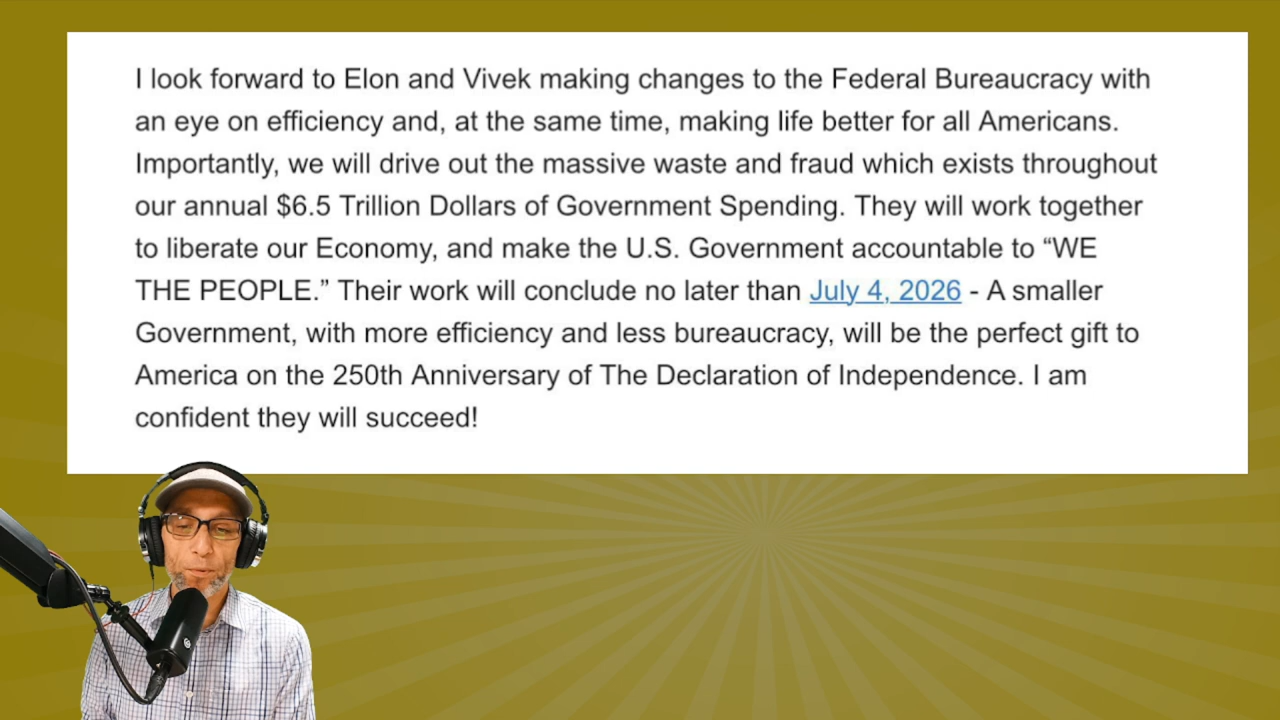 I look forward to Elon and Vivek making changes to the Federal Bureaucracy with
an eye on efficiency and, at the same time, making life better for all Americans.
Importantly, we will drive out the massive waste and fraud which exists throughout
our annual $6.5 Trillion Dollars of Government Spending. They will work together
to liberate our Economy, and make the U.S. Government accountable to “WE
THE PEOPLE.” Their work will conclude no later than July 4, 2026 - A smaller
Government, with more efficiency and less bureaucracy, will be the perfect gift to
America on the 250th Anniversary of The Declaration of Independence. I am
confident they will succeed!